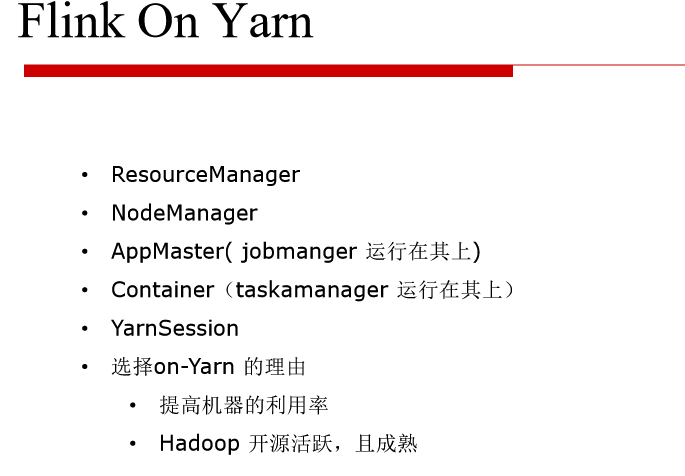 Flink On Yarn
• ResourceManager
• NodeManager
• AppMaster( jobmanger 运行在其上)
• Container（taskamanager 运行在其上）
• YarnSession
• 选择on-Yarn 的理由
• 提高机器的利用率
• Hadoop 开源活跃，且成熟